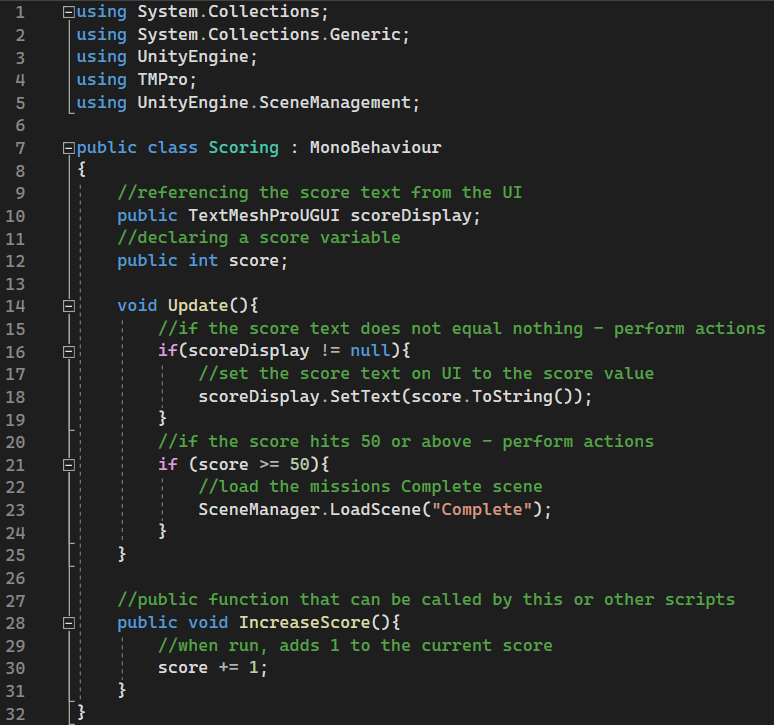 1 using System.Collections;
2 using System.Collections.Generic;
3 using UnityEngine;
4 using TMPro;
5 using UnityEngine.SceneManagement;
6
7 public class Scoring : MonoBehaviour
8 {
9     //referencing the score text from the UI
10     public TextMeshProUGUI scoreDisplay;
11     //declaring a score variable
12     public int score;
13
14     void Update(){
15         //if the score text does not equal nothing - perform actions
16         if(scoreDisplay != null){
17             //set the score text on UI to the score value
18             scoreDisplay.SetText(score.ToString());
19         }
20         //if the score hits 50 or above - perform actions
21         if (score >= 50){
22             //load the missions Complete scene
23             SceneManager.LoadScene("Complete");
24         }
25     }
26
27     //public function that can be called by this or other scripts
28     public void IncreaseScore(){
29         //when run, adds 1 to the current score
30         score += 1;
31     }
32 }